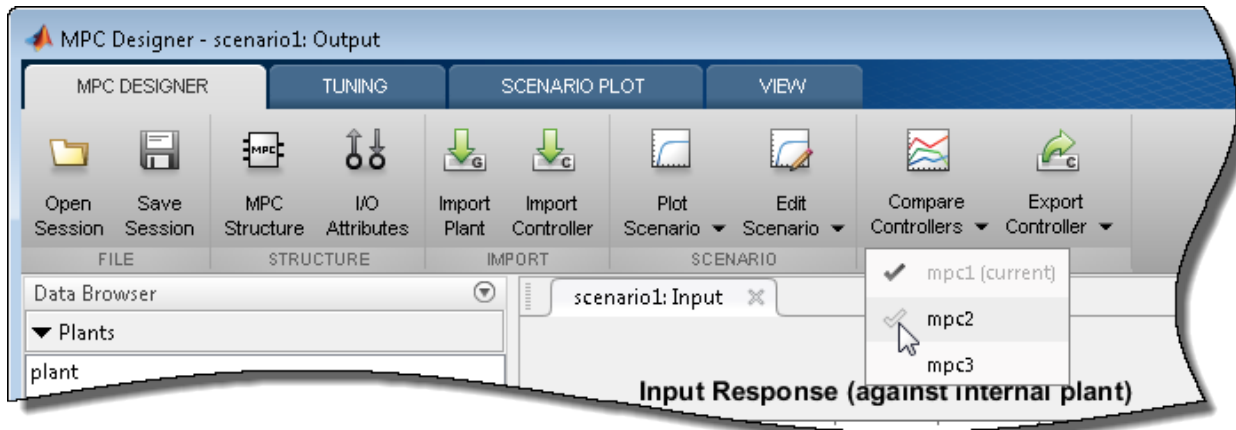 MPC Designer - scenario1: Output
MPC DESIGNER TUNING SCENARIO PLOT VIEW
MPC
G C C
Open Session Save Session MPC Structure I/O Attributes Import Plant Import Controller Plot Scenario Edit Scenario Compare Controllers Export Controller
FILE STRUCTURE IMPORT SCENARIO
mpc1 (current)
Data Browser scenario1: Input
mpc2
Plants
mpc3
plant
Input Response (against internal plant)